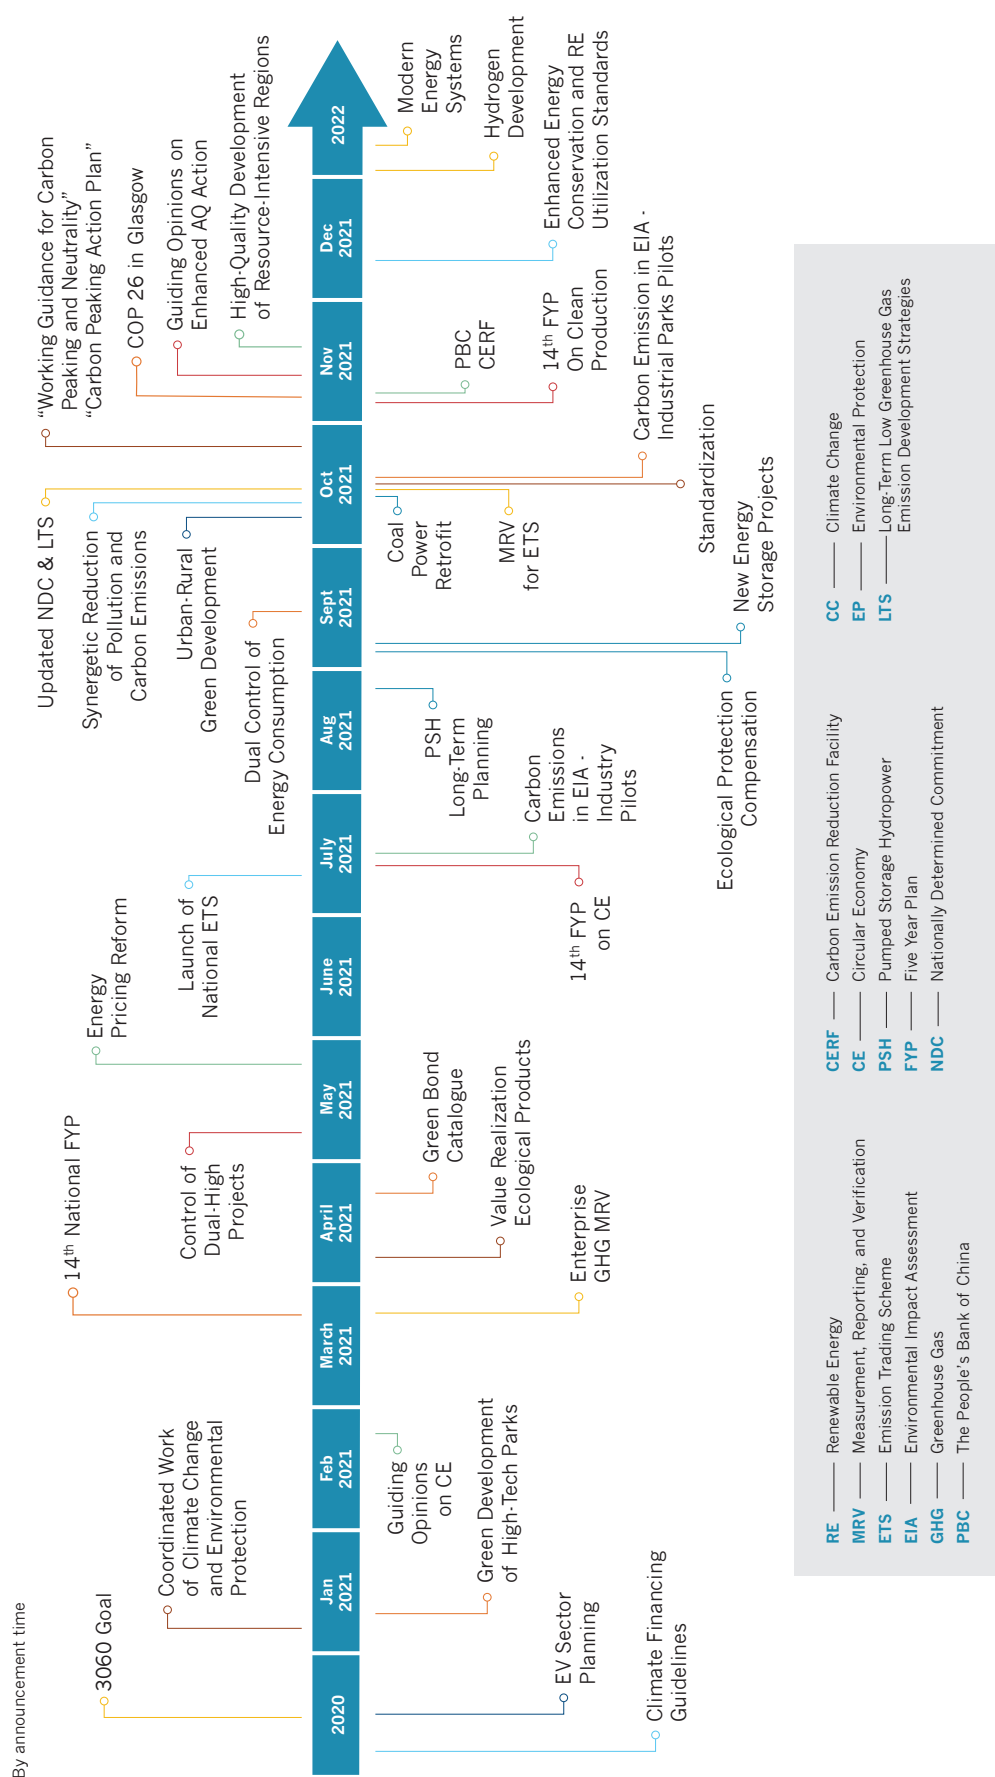 By announcement time
3060 Goal
Coordinated Work
of Climate Change
and Environmental
Protection
14th National FYP
Control of
Dual-High
Projects
Energy
Pricing Reform
Launch of
National ETS
Dual Control of
Energy Consumption
Urban-Rural
Green Development
Synergetic Reduction
of Pollution and
Carbon Emissions
Updated NDC & LTS
“Working Guidance for Carbon
Peaking and Neutrality”
“Carbon Peaking Action Plan”
COP 26 in Glasgow
Guiding Opinions on
Enhanced AQ Action
High-Quality Development
of Resource-Intensive Regions
2020
Jan
2021
Feb
2021
March
2021
April
2021
May
2021
June
2021
July
2021
Aug
2021
Sept
2021
Oct
2021
Nov
2021
Dec
2021
2022
Climate Financing
Guidelines
EV Sector
Planning
Green Development
of High-Tech Parks
Guiding
Opinions
on CE
Enterprise
GHG MRV
Value Realization
Ecological Products
Green Bond
Catalogue
14th FYP
on CE
Carbon
Emissions
in EIA -
Industry
Pilots
PSH
Long-Term
Planning
Ecological Protection
Compensation
New Energy
Storage Projects
Coal
Power
Retrofit
MRV
for ETS
Standardization
Carbon Emission in EIA -
Industrial Parks Pilots
14th FYP
On Clean
Production
PBC
CERF
Enhanced Energy
Conservation and RE
Utilization Standards
Hydrogen
Development
Modern
Energy
Systems
RE Renewable Energy
MRV Measurement, Reporting, and Verification
ETS Emission Trading Scheme
EIA Environmental Impact Assessment
GHG Greenhouse Gas
PBC The People’s Bank of China
CERF Carbon Emission Reduction Facility
CE Circular Economy
PSH Pumped Storage Hydropower
FYP Five Year Plan
NDC Nationally Determined Commitment
CC Climate Change
EP Environmental Protection
LTS Long-Term Low Greenhouse Gas
Emission Development Strategies